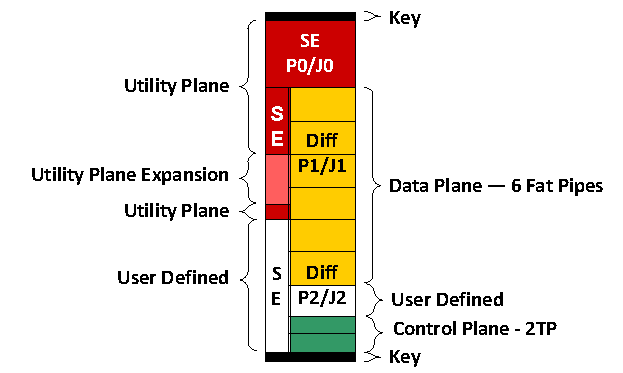 Key
SE
P0/J0
Utility Plane
S
E
Diff
P1/J1
Utility Plane Expansion
Data Plane — 6 Fat Pipes
Utility Plane
User Defined
S
E
Diff
P2/J2
User Defined
Control Plane - 2TP
Key